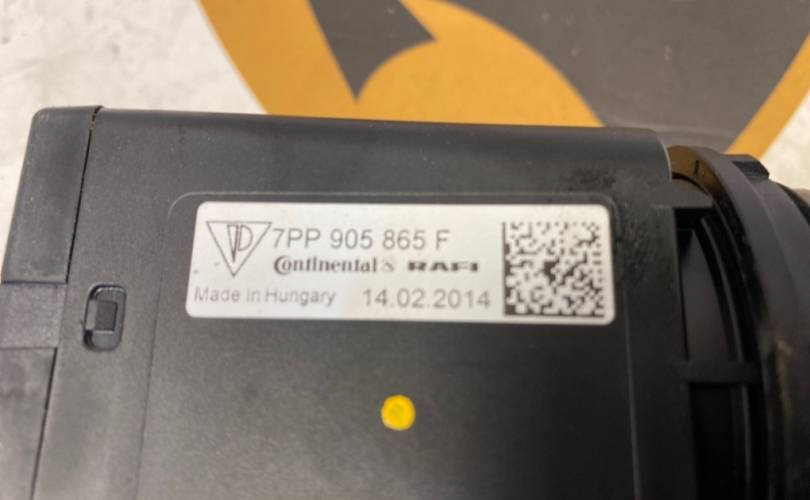 7PP 905 865 F
Continental RAFI
Made in Hungary 14.02.2014